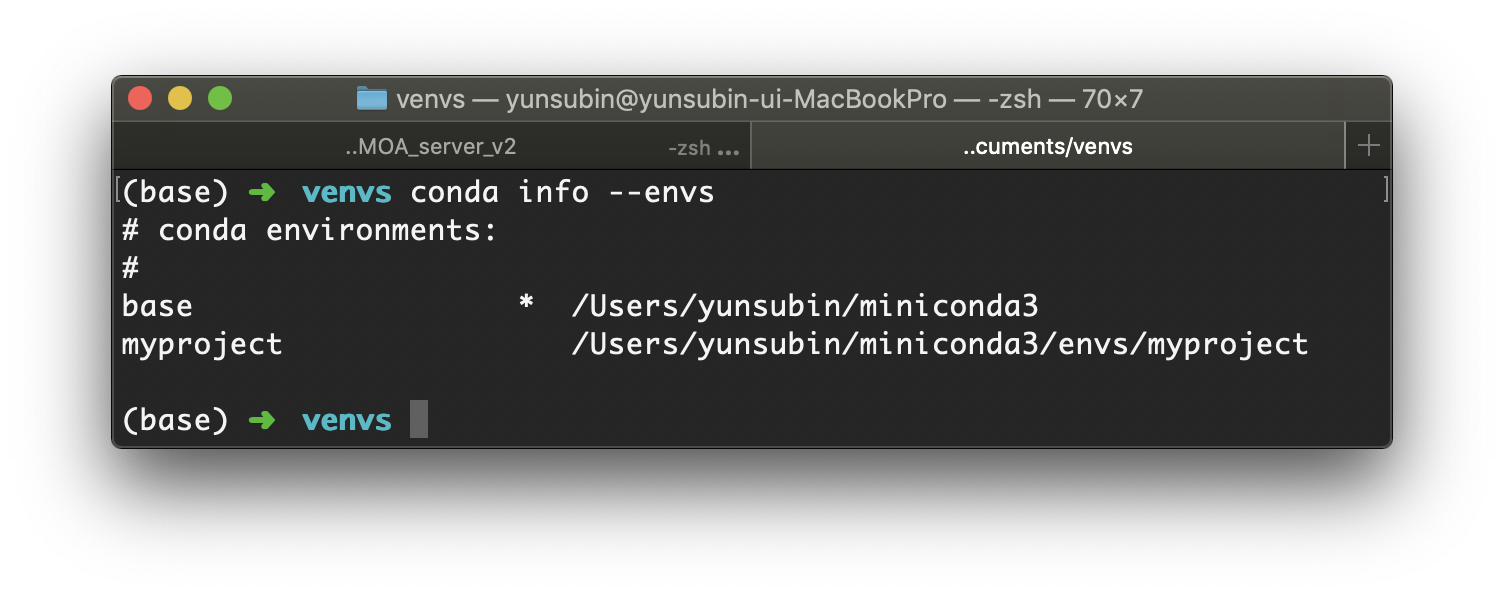 venvs — yunsubin@yunsubin-ui-MacBookPro — -zsh — 70×7
..MOA_server_v2 -zsh ... ..cuments/venvs +
[(base) ➜ venvs conda info --envs ]
# conda environments:
#
base * /Users/yunsubin/miniconda3
myproject /Users/yunsubin/miniconda3/envs/myproject
(base) ➜ venvs